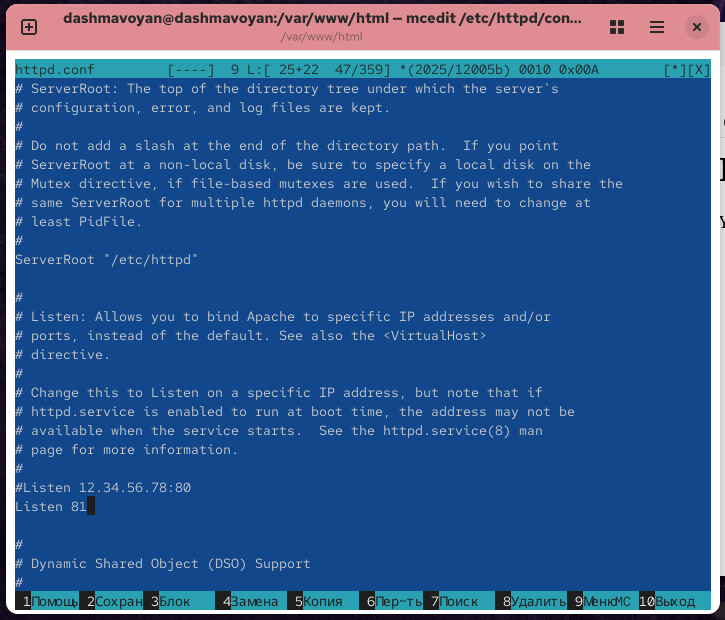 dashmavoyan@dashmavoyan:/var/www/html — mcedit /etc/httpd/con...
/var/www/html
httpd.conf [----] 9 L:[ 25+22 47/359] *(2025/12005b) 0010 0x00A [*][X]
# ServerRoot: The top of the directory tree under which the server's
# configuration, error, and log files are kept.
#
# Do not add a slash at the end of the directory path.  If you point
# ServerRoot at a non-local disk, be sure to specify a local disk on the
# Mutex directive, if file-based mutexes are used.  If you wish to share the
# same ServerRoot for multiple httpd daemons, you will need to change at
# least PidFile.
#
ServerRoot "/etc/httpd"
#
# Listen: Allows you to bind Apache to specific IP addresses and/or
# ports, instead of the default. See also the <VirtualHost>
# directive.
#
# Change this to Listen on a specific IP address, but note that if
# httpd.service is enabled to run at boot time, the address may not be
# available when the service starts.  See the httpd.service(8) man
# page for more information.
#
#Listen 12.34.56.78:80
Listen 81
#
# Dynamic Shared Object (DSO) Support
#
1Помощь 2Сохран 3Блок 4Замена 5Копия 6Пер~ть 7Поиск 8Удалить 9МенюMC 10Выход